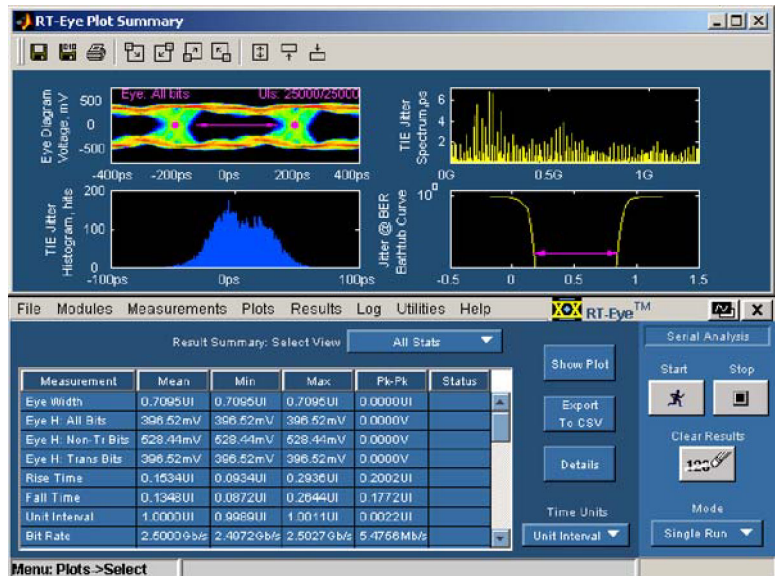 RT-Eye Plot Summary
Eye Diagram
Voltage, mV
500
0
-500
Eye: All bits
UIs: 25000/25000
-400ps -200ps 0ps 200ps 400ps
TIE Jitter
Spectrum,ps
6
4
2
0G 0.5G 1G
TIE Jitter
Histogram, hits
200
100
0
-100ps 0ps 100ps
Jitter @ BER
Bathtub Curve
10⁰
-0.5 0 0.5 1 1.5
File Modules Measurements Plots Results Log Utilities Help
RT-Eye™
Result Summary: Select View All Stats
Measurement Mean Min Max Pk-Pk Status
Eye Width 0.7095UI 0.7095UI 0.7095UI 0.0000UI
Eye H: All Bits 396.52mV 396.52mV 396.52mV 0.0000V
Eye H: Non-Tr Bits 528.44mV 528.44mV 528.44mV 0.0000V
Eye H: Trans Bits 396.52mV 396.52mV 396.52mV 0.0000V
Rise Time 0.1534UI 0.0934UI 0.2936UI 0.2002UI
Fall Time 0.1348UI 0.0872UI 0.2644UI 0.1772UI
Unit Interval 1.0000UI 0.9989UI 1.0011UI 0.0022UI
Bit Rate 2.5000Gb/s 2.4972Gb/s 2.5027Gb/s 5.4766Mb/s
Show Plot
Export
To CSV
Details
Time Units
Unit Interval
Serial Analysis
Start Stop
Clear Results
Mode
Single Run
Menu: Plots->Select